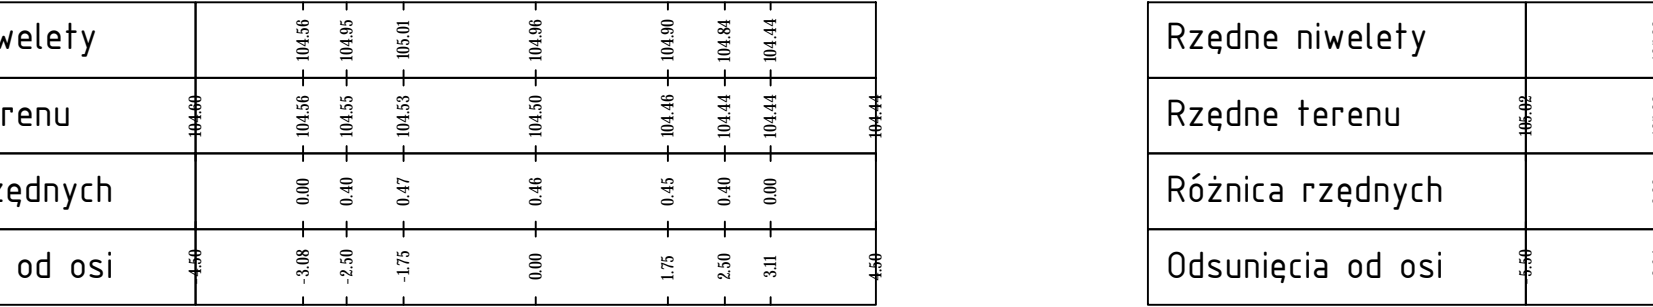 welety 104.56 104.95 105.01 104.96 104.90 104.84 104.44
renu 104.60 104.56 104.55 104.53 104.50 104.46 104.44 104.44 104.44
zędnych 0.00 0.40 0.47 0.46 0.45 0.40 0.00
od osi -4.50 -3.08 -2.50 -1.75 0.00 1.75 2.50 3.11 4.50
Rzędne niwelety
Rzędne terenu 105.02
Różnica rzędnych
Odsunięcia od osi -5.50